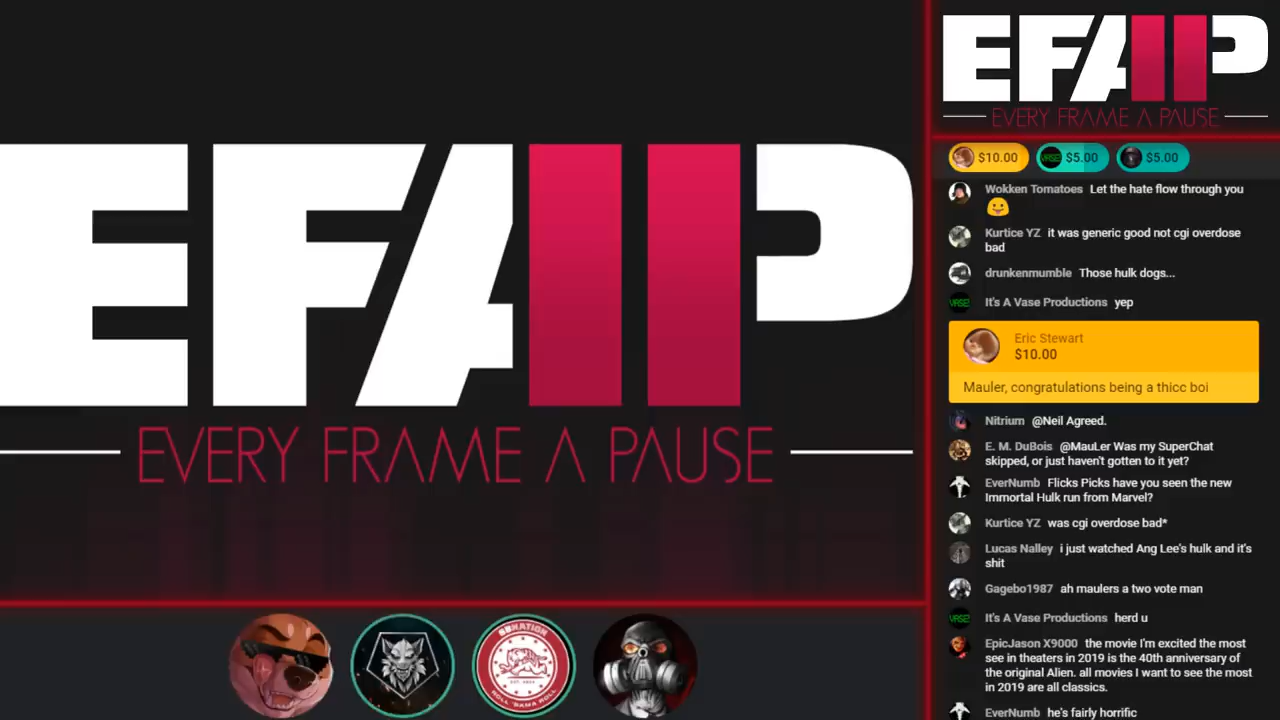 EFAP
EVERY FRAME A PAUSE
EFAP
EVERY FRAME A PAUSE
$10.00 $5.00 $5.00
Wokken Tomatoes Let the hate flow through you
Kurtice YZ it was generic good not cgi overdose
bad
drunkenmumble Those hulk dogs...
It's A Vase Productions yep
Eric Stewart
$10.00
Mauler, congratulations being a thicc boi
Nitrium @Neil Agreed.
E. M. DuBois @MauLer Was my SuperChat
skipped, or just haven't gotten to it yet?
EverNumb Flicks Picks have you seen the new
Immortal Hulk run from Marvel?
Kurtice YZ was cgi overdose bad*
Lucas Nalley i just watched Ang Lee's hulk and it's
shit
Gagebo1987 ah maulers a two vote man
It's A Vase Productions herd u
EpicJason X9000 the movie I'm excited the most
see in theaters in 2019 is the 40th anniversary of
the original Alien. all movies I want to see the most
in 2019 are all classics.
EverNumb he's fairly horrific
ROLL 'BAMA ROLL